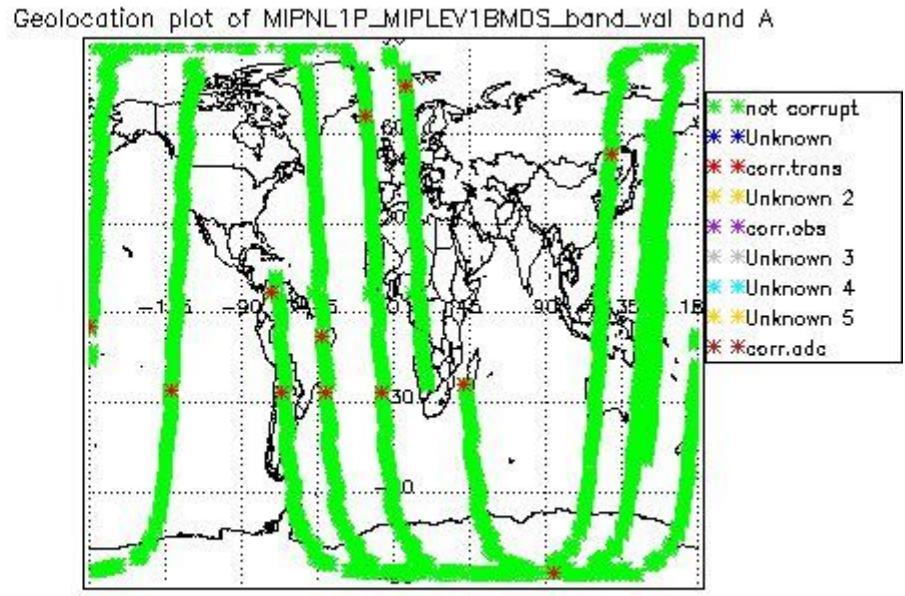 Geolocation plot of MIPNL1P_MIPLEV1BMDS_band_val band A
not corrupt
Unknown
corr.trans
Unknown 2
corr.obs
Unknown 3
Unknown 4
Unknown 5
corr.adc
60
-90
90
30